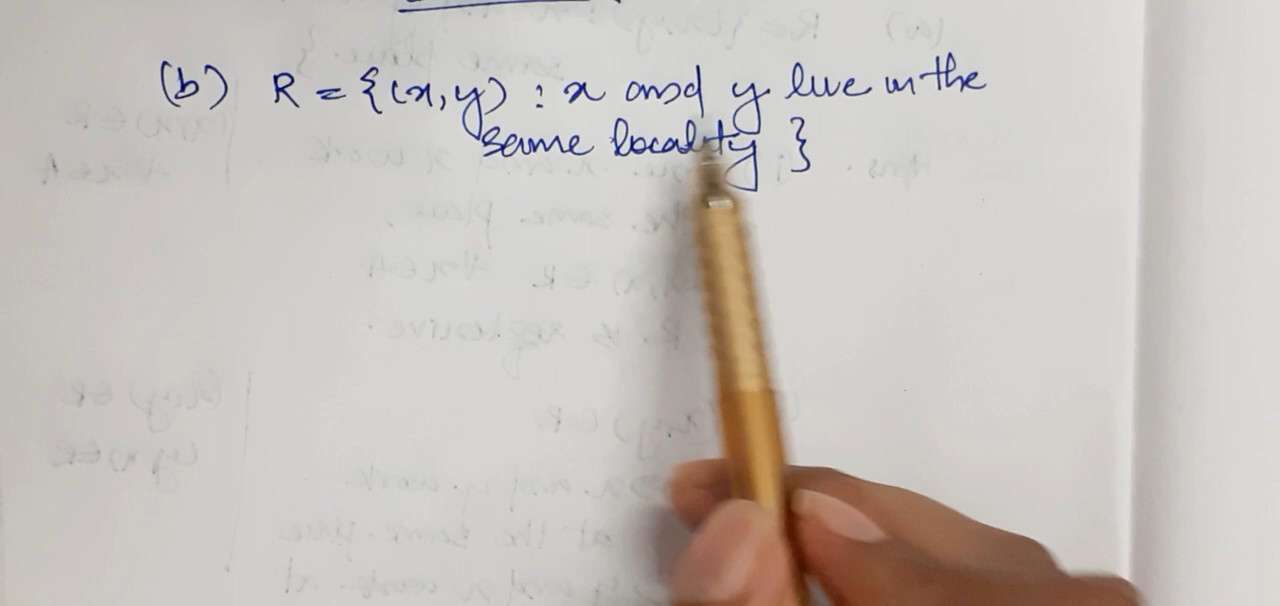 (b) R = {(x,y) : x and y live in the
same locality }